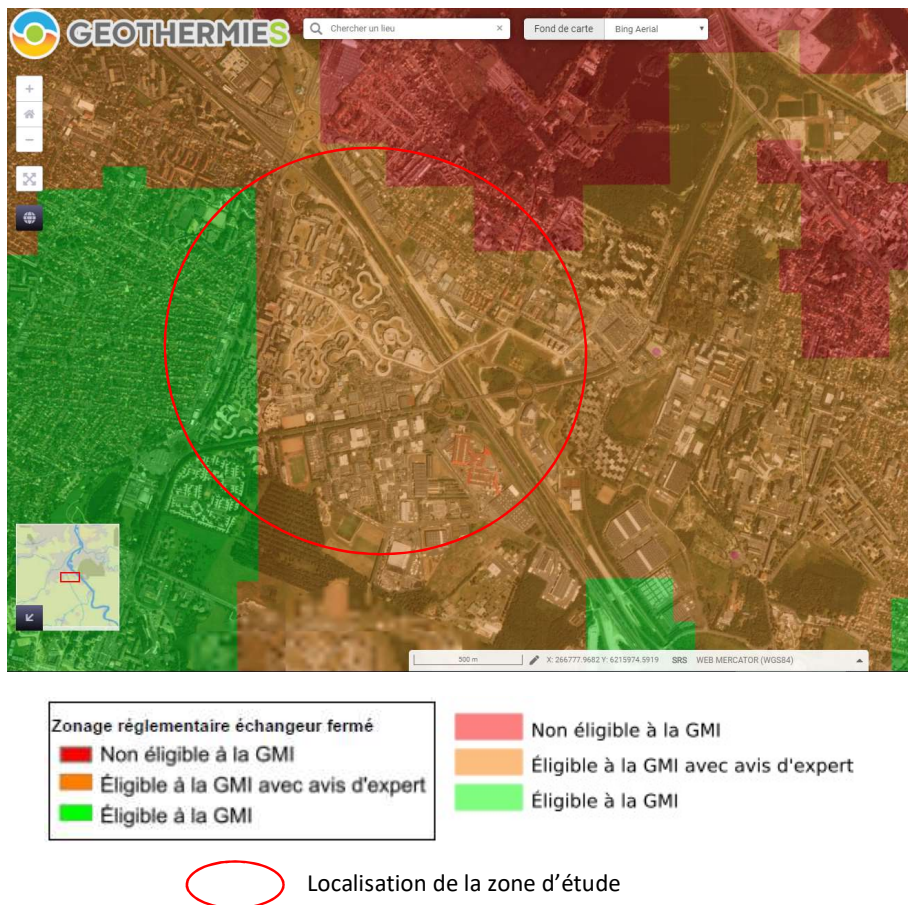 GEOTHERMIES
Chercher un lieu ×
Fond de carte Bing Aerial
500 m X: 266777.9682 Y: 6215974.5919 SRS WEB MERCATOR (WGS84)
Zonage réglementaire échangeur fermé
Non éligible à la GMI
Éligible à la GMI avec avis d'expert
Éligible à la GMI
Non éligible à la GMI
Éligible à la GMI avec avis d'expert
Éligible à la GMI
Localisation de la zone d'étude